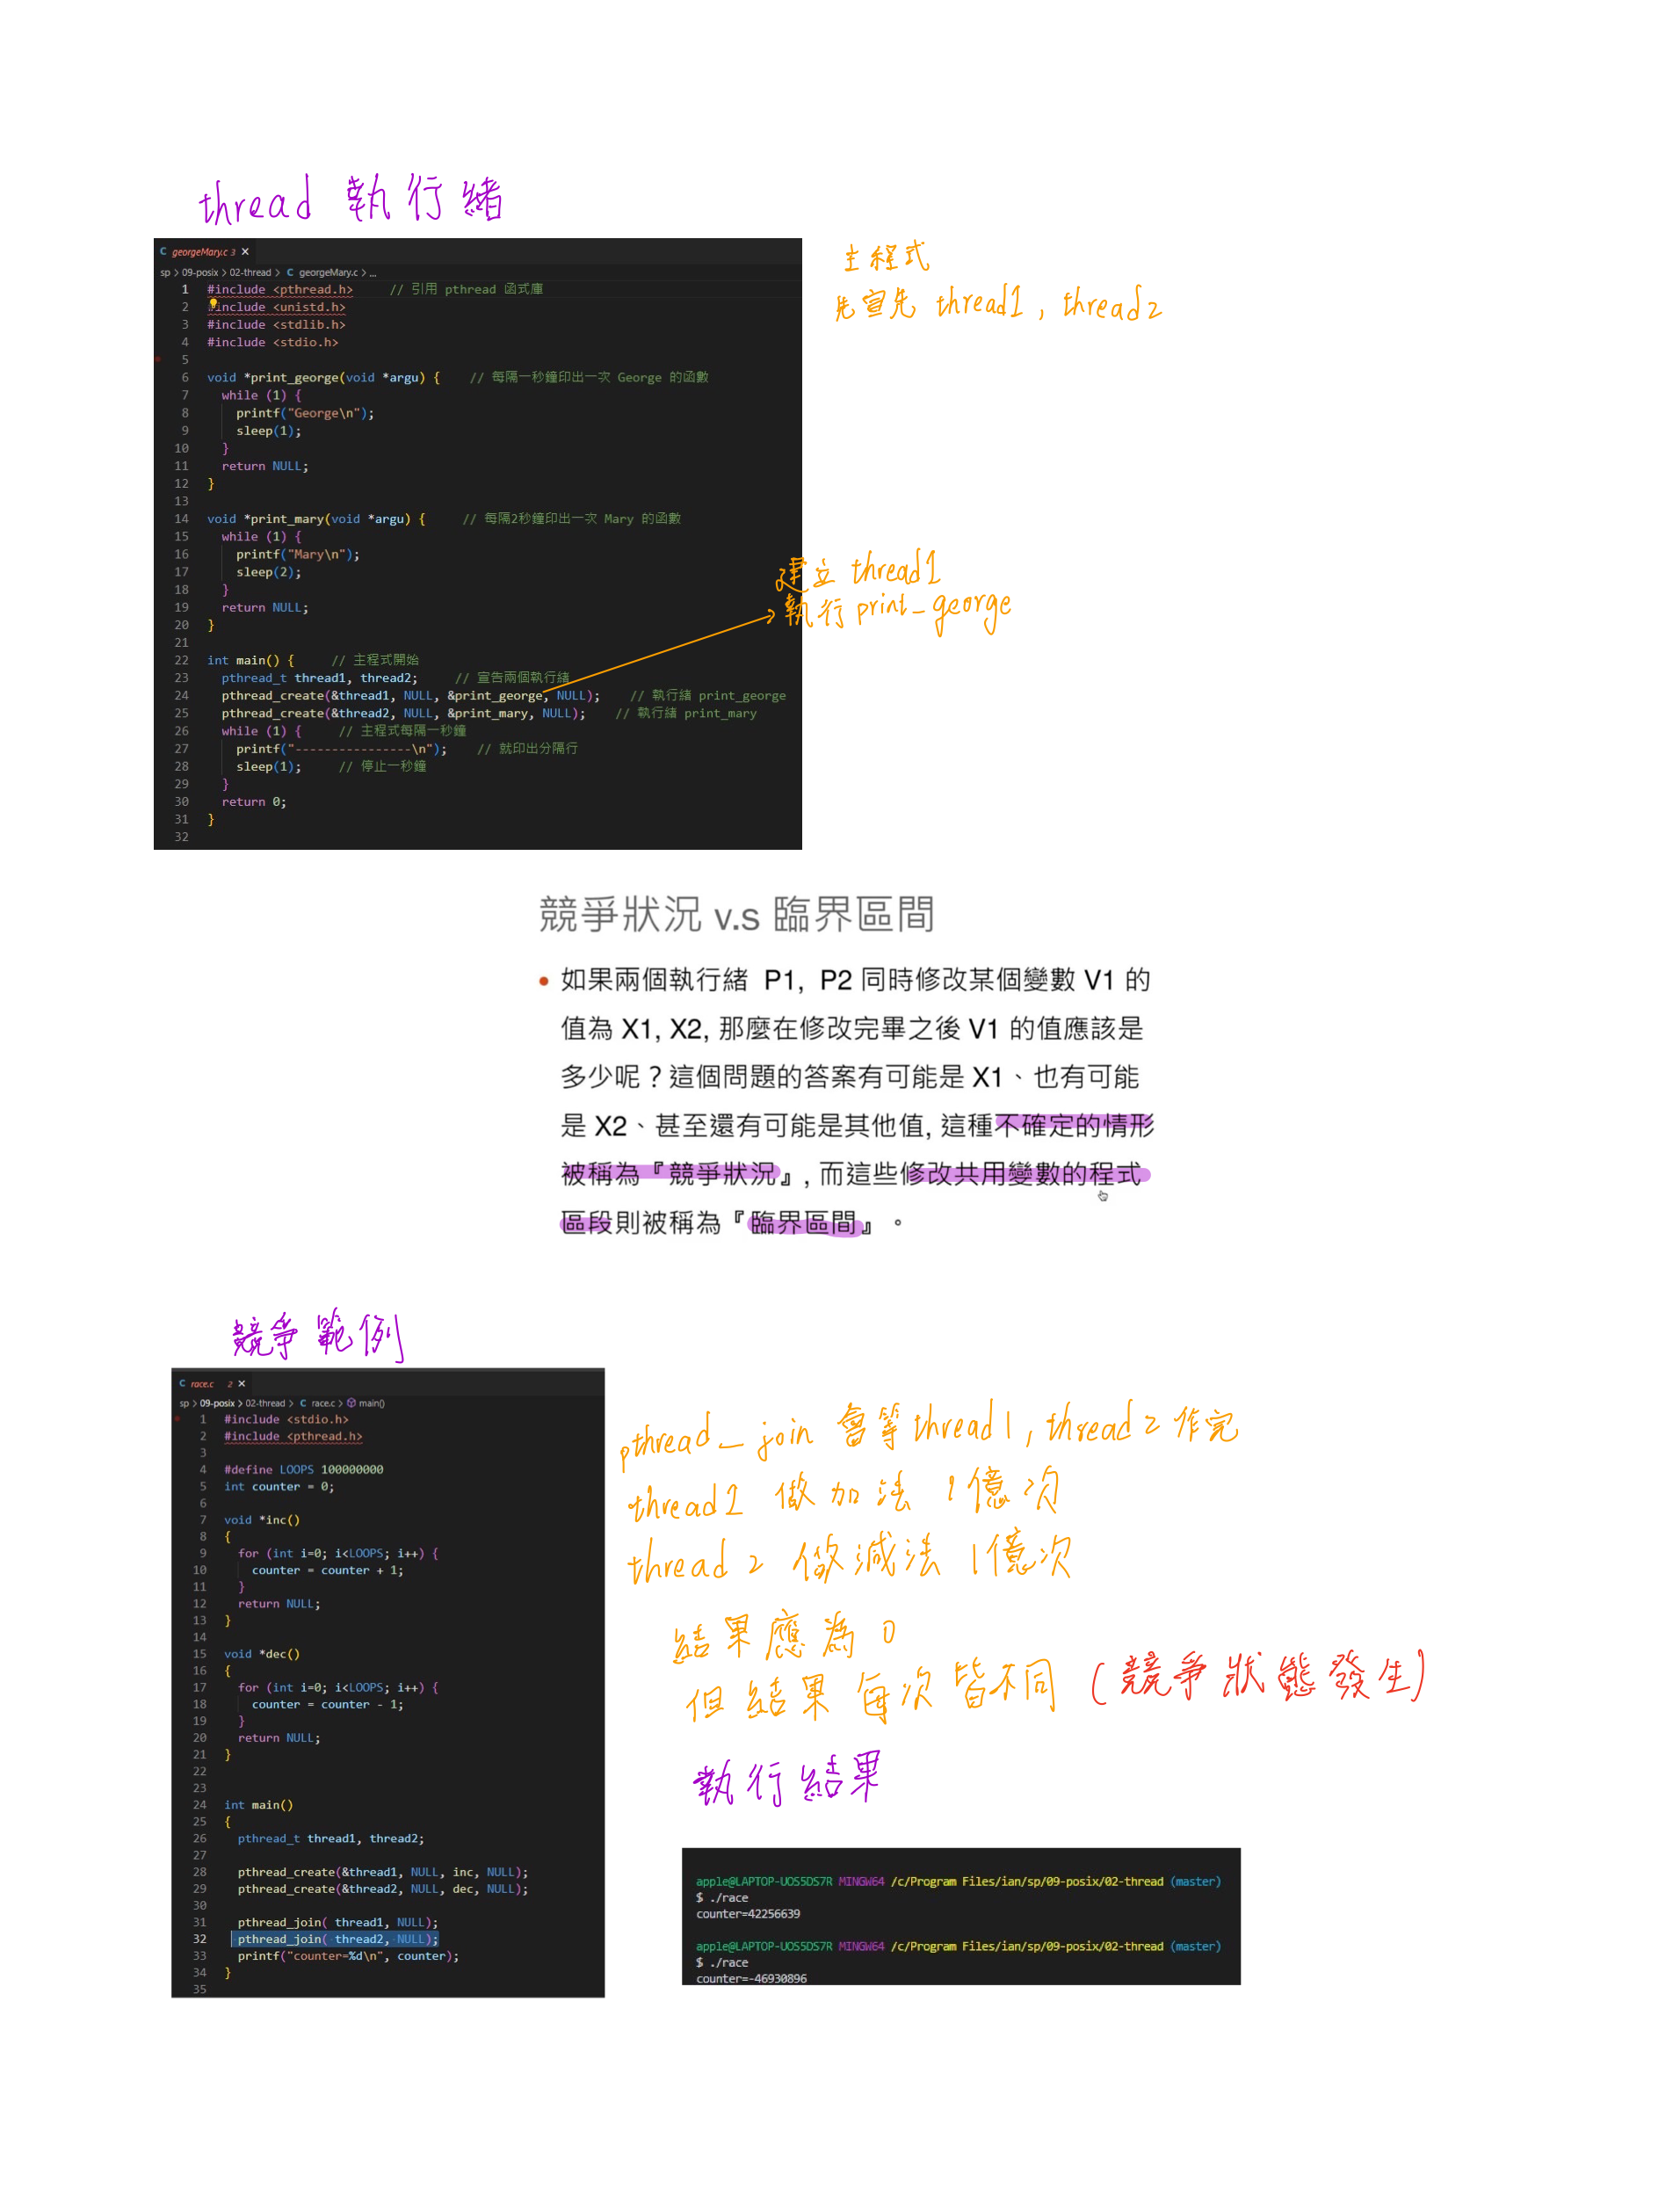 thread 執行緒
georgeMary.c 3 ×
sp > 09-posix > 02-thread > C georgeMary.c > ...
1 #include <pthread.h> // 引用 pthread 函式庫
2 #include <unistd.h>
3 #include <stdlib.h>
4 #include <stdio.h>
5
6 void *print_george(void *argu) { // 每隔一秒鐘印出一次 George 的函數
7 while (1) {
8 printf("George\n");
9 sleep(1);
10 }
11 return NULL;
12 }
13
14 void *print_mary(void *argu) { // 每隔2秒鐘印出一次 Mary 的函數
15 while (1) {
16 printf("Mary\n");
17 sleep(2);
18 }
19 return NULL;
20 }
21
22 int main() { // 主程式開始
23 pthread_t thread1, thread2; // 宣告兩個執行緒
24 pthread_create(&thread1, NULL, &print_george, NULL); // 執行緒 print_george
25 pthread_create(&thread2, NULL, &print_mary, NULL); // 執行緒 print_mary
26 while (1) { // 主程式每隔一秒鐘
27 printf("----------------\n"); // 就印出分隔行
28 sleep(1); // 停止一秒鐘
29 }
30 return 0;
31 }
32
主程式
先宣先 thread1, thread2
建立 thread1
執行 print_george
競爭狀況 v.s 臨界區間
• 如果兩個執行緒 P1, P2 同時修改某個變數 V1 的
值為 X1, X2, 那麼在修改完畢之後 V1 的值應該是
多少呢？這個問題的答案有可能是 X1、也有可能
是 X2、甚至還有可能是其他值, 這種不確定的情形
被稱為『競爭狀況』, 而這些修改共用變數的程式
區段則被稱為『臨界區間』。
競爭範例
C race.c 2 ×
sp > 09-posix > 02-thread > C race.c > main()
1 #include <stdio.h>
2 #include <pthread.h>
3
4 #define LOOPS 100000000
5 int counter = 0;
6
7 void *inc()
8 {
9 for (int i=0; i<LOOPS; i++) {
10 counter = counter + 1;
11 }
12 return NULL;
13 }
14
15 void *dec()
16 {
17 for (int i=0; i<LOOPS; i++) {
18 counter = counter - 1;
19 }
20 return NULL;
21 }
22
23
24 int main()
25 {
26 pthread_t thread1, thread2;
27
28 pthread_create(&thread1, NULL, inc, NULL);
29 pthread_create(&thread2, NULL, dec, NULL);
30
31 pthread_join( thread1, NULL);
32 pthread_join( thread2, NULL);
33 printf("counter=%d\n", counter);
34 }
35
pthread_join 會等thread1, thread2 作完
thread1 做加法 1億次
thread2 做減法 1億次
結果應為 0
但結果每次皆不同 (競爭狀態發生)
執行結果
apple@LAPTOP-UOS5DS7R MINGW64 /c/Program Files/ian/sp/09-posix/02-thread (master)
$ ./race
counter=42256639
apple@LAPTOP-UOS5DS7R MINGW64 /c/Program Files/ian/sp/09-posix/02-thread (master)
$ ./race
counter=-46930896